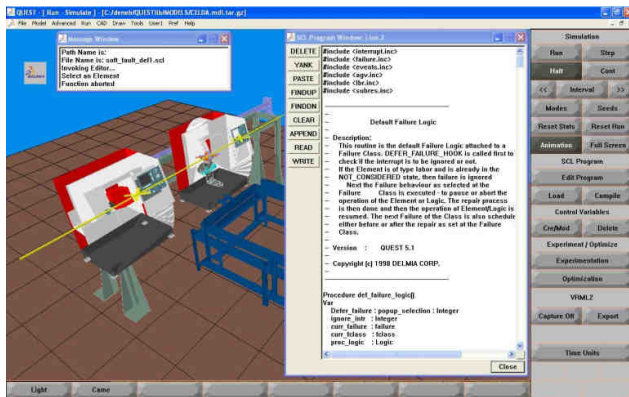 QUEST - [Run - Simulate] - [C:/deneb/QUESTlib/MODELS/CELDA.mdl.tar.gz]
File Model Advanced Run CAD Draw Tools User1 Pref Help
Message Window
Path Name is:
File Name is: soft_fault_def1.scl
Invoking Editor...
Select an Element
Function aborted
SCL Program Window: Line 2
DELETE
YANK
PASTE
FINDUP
FINDDN
CLEAR
APPEND
READ
WRITE
#include <interrupt.inc>
#include <failure.inc>
#include <events.inc>
#include <agv.inc>
#include <lbr.inc>
#include <subres.inc>
-- Default Failure Logic
-- Description:
-- This routine is the default Failure Logic attached to a
-- Failure Class. DEFER_FAILURE_HOOK is called first to
-- check if the interrupt is to be ignored or not.
-- If the Element is of type labor and is already in the
-- NOT_CONSIDERED state, then failure is ignored
-- Next the Failure behaviour as selected at the
-- Failure Class is executed - to pause or abort the
-- operation of the Element or Logic. The repair process
-- is then done and then the operation of Element/Logic is
-- resumed. The next Failure of the Class is also schedule
-- either before or after the repair as set at the Failure
-- Class.
-- Version : QUEST 5.1
-- Copyright (c) 1998 DELMIA CORP.
Procedure def_failure_logic()
Var
Defer_failure : popup_selection : Integer
ignore_intr : Integer
curr_failure : failure
curr_fclass : fclass
proc_logic : Logic
Close
Simulation
Run Step
Halt Cont
<< Interval >>
Modes Seeds
Reset Stats Reset Run
Animation Full Screen
SCL Program
Edit Program
Load Compile
Control Variables
Cre/Mod Delete
Experiment / Optimize
Experimentation
Optimization
VRML2
Capture Off Export
Time Units
Light Came